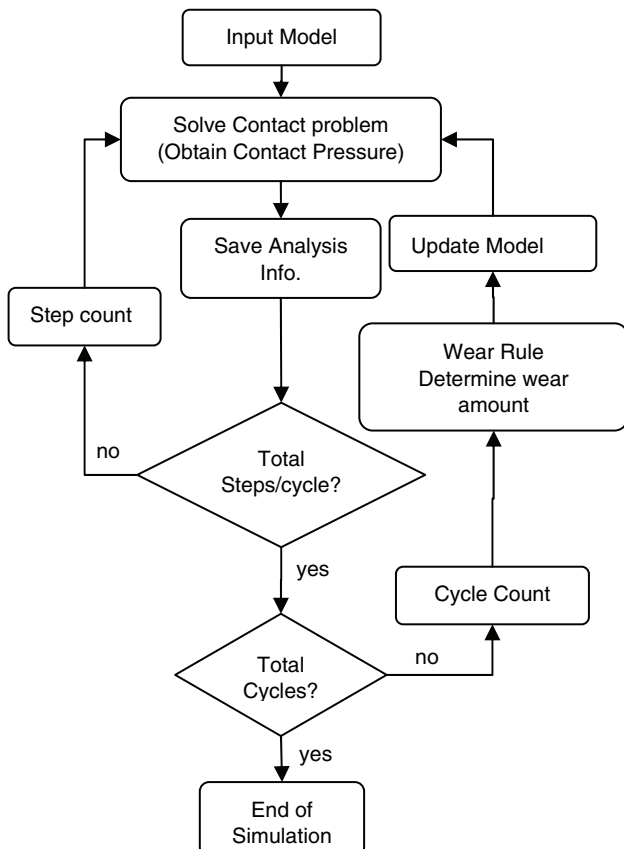 Input Model
Solve Contact problem
(Obtain Contact Pressure)
Save Analysis
Info.
Update Model
Step count
Wear Rule
Determine wear
amount
no
Total
Steps/cycle?
yes
Cycle Count
Total
Cycles?
no
yes
End of
Simulation